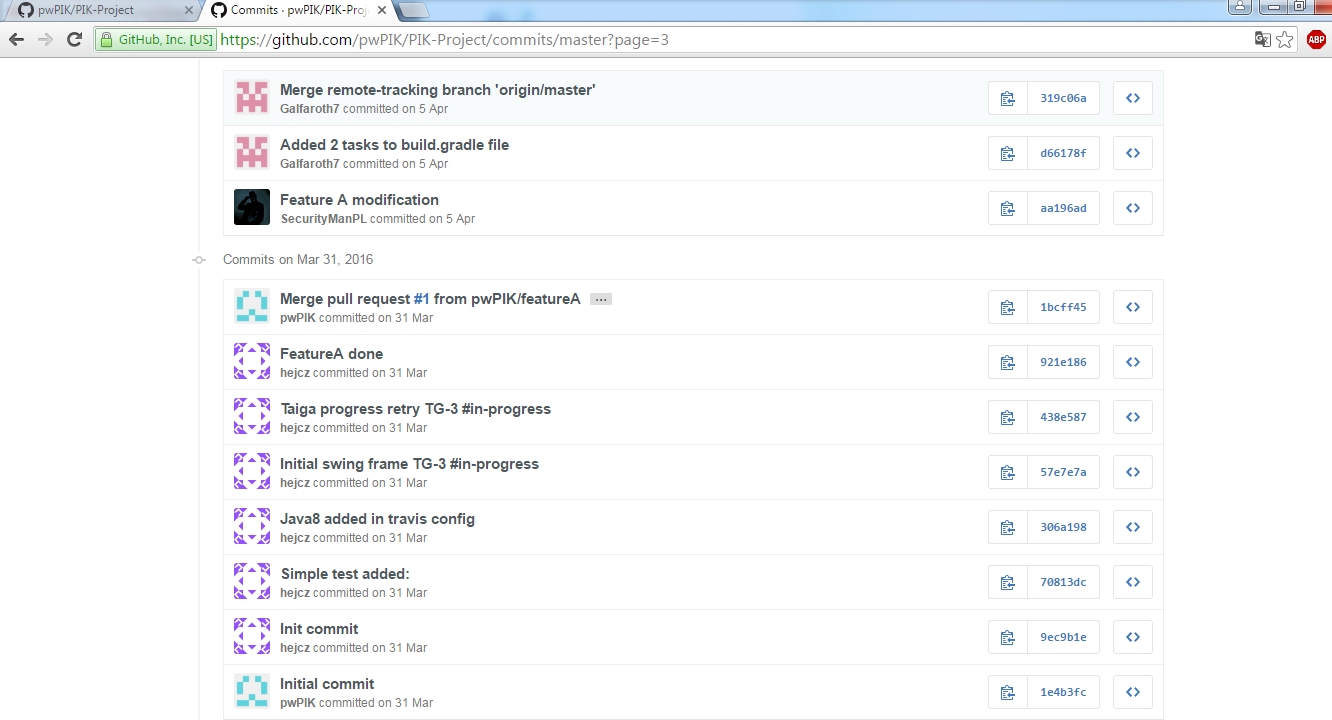 pwPIK/PIK-Project
Commits · pwPIK/PIK-Proj
GitHub, Inc. [US] https://github.com/pwPIK/PIK-Project/commits/master?page=3
ABP
Merge remote-tracking branch 'origin/master'
Galfaroth7 committed on 5 Apr
319c06a
Added 2 tasks to build.gradle file
Galfaroth7 committed on 5 Apr
d66178f
Feature A modification
SecurityManPL committed on 5 Apr
aa196ad
Commits on Mar 31, 2016
Merge pull request #1 from pwPIK/featureA ...
pwPIK committed on 31 Mar
1bcff45
FeatureA done
hejcz committed on 31 Mar
921e186
Taiga progress retry TG-3 #in-progress
hejcz committed on 31 Mar
438e587
Initial swing frame TG-3 #in-progress
hejcz committed on 31 Mar
57e7e7a
Java8 added in travis config
hejcz committed on 31 Mar
306a198
Simple test added:
hejcz committed on 31 Mar
70813dc
Init commit
hejcz committed on 31 Mar
9ec9b1e
Initial commit
pwPIK committed on 31 Mar
1e4b3fc